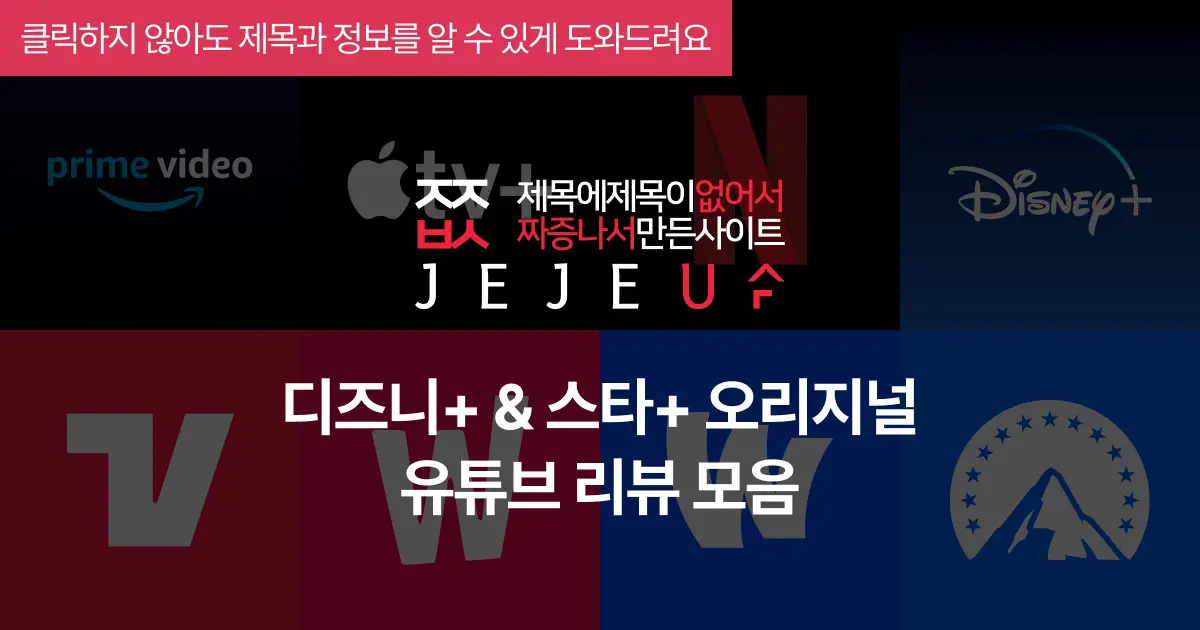 클릭하지 않아도 제목과 정보를 알 수 있게 도와드려요
prime video
tv+
N
Disney+
제목에제목이없어서
짜증나서만든사이트
JEJEU
디즈니+ & 스타+ 오리지널
유튜브 리뷰 모음
TV
W
W